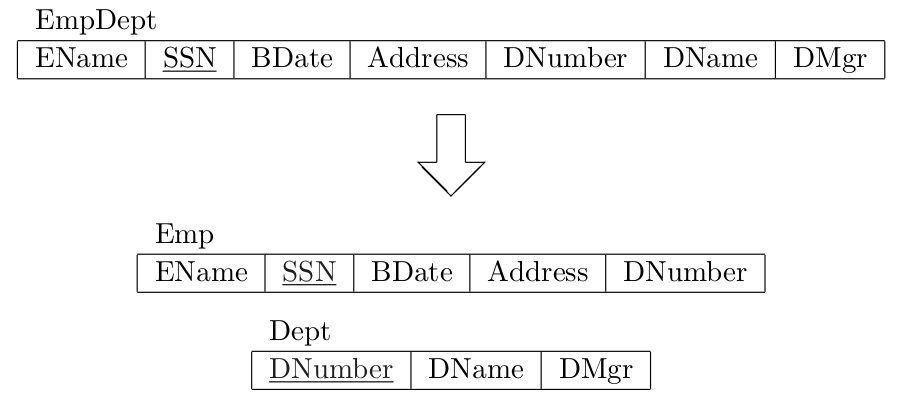 EmpDept
EName SSN BDate Address DNumber DName DMgr
Emp
EName SSN BDate Address DNumber
Dept
DNumber DName DMgr